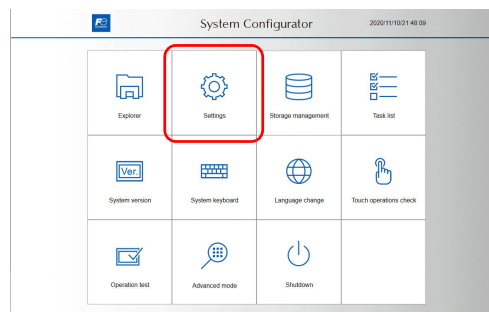 System Configurator
2020/11/10/21:48:09
Explorer
Settings
Storage management
Task list
Ver.
System version
System keyboard
Language change
Touch operations check
Operation test
Advanced mode
Shutdown